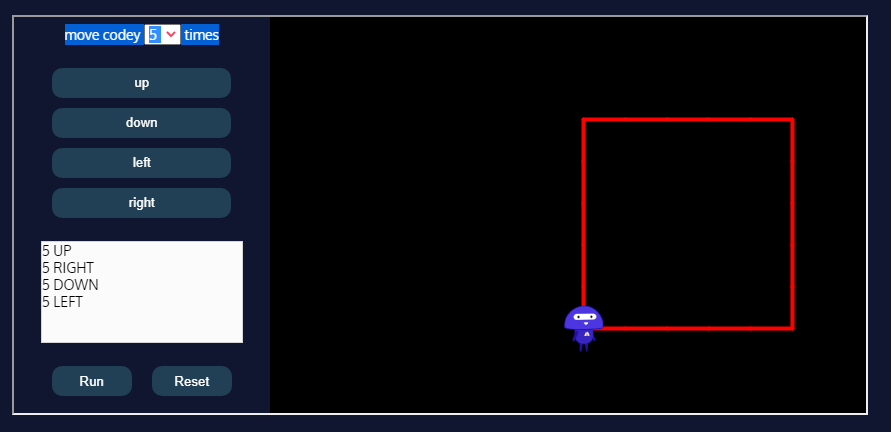 move codey 5 times
up
down
left
right
5 UP
5 RIGHT
5 DOWN
5 LEFT
Run Reset